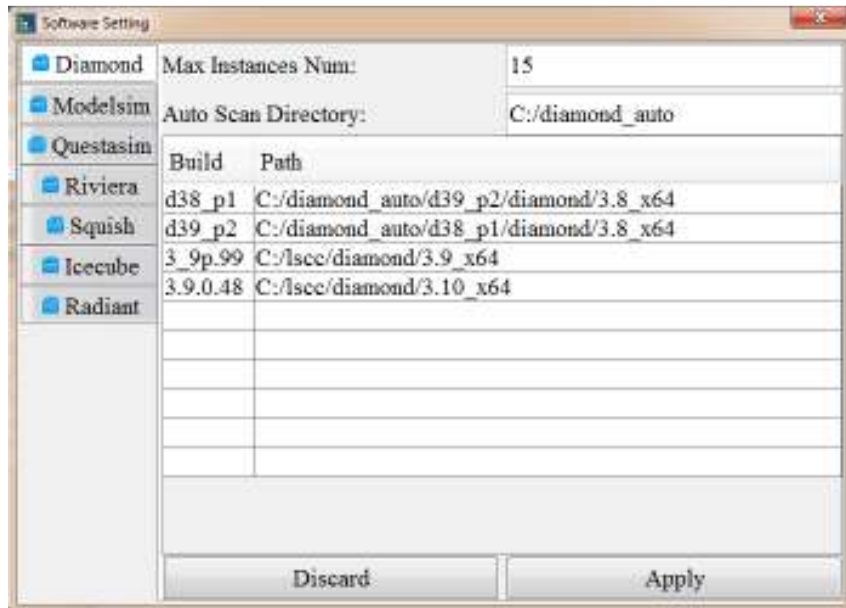 Software Setting
Diamond
Modelsim
Questasim
Riviera
Squish
Icecube
Radiant
Max Instances Num: 15
Auto Scan Directory: C:/diamond_auto
Build Path
d38_p1 C:/diamond_auto/d39_p2/diamond/3.8_x64
d39_p2 C:/diamond_auto/d38_p1/diamond/3.8_x64
3_9p.99 C:/lscc/diamond/3.9_x64
3.9.0.48 C:/lscc/diamond/3.10_x64
Discard Apply